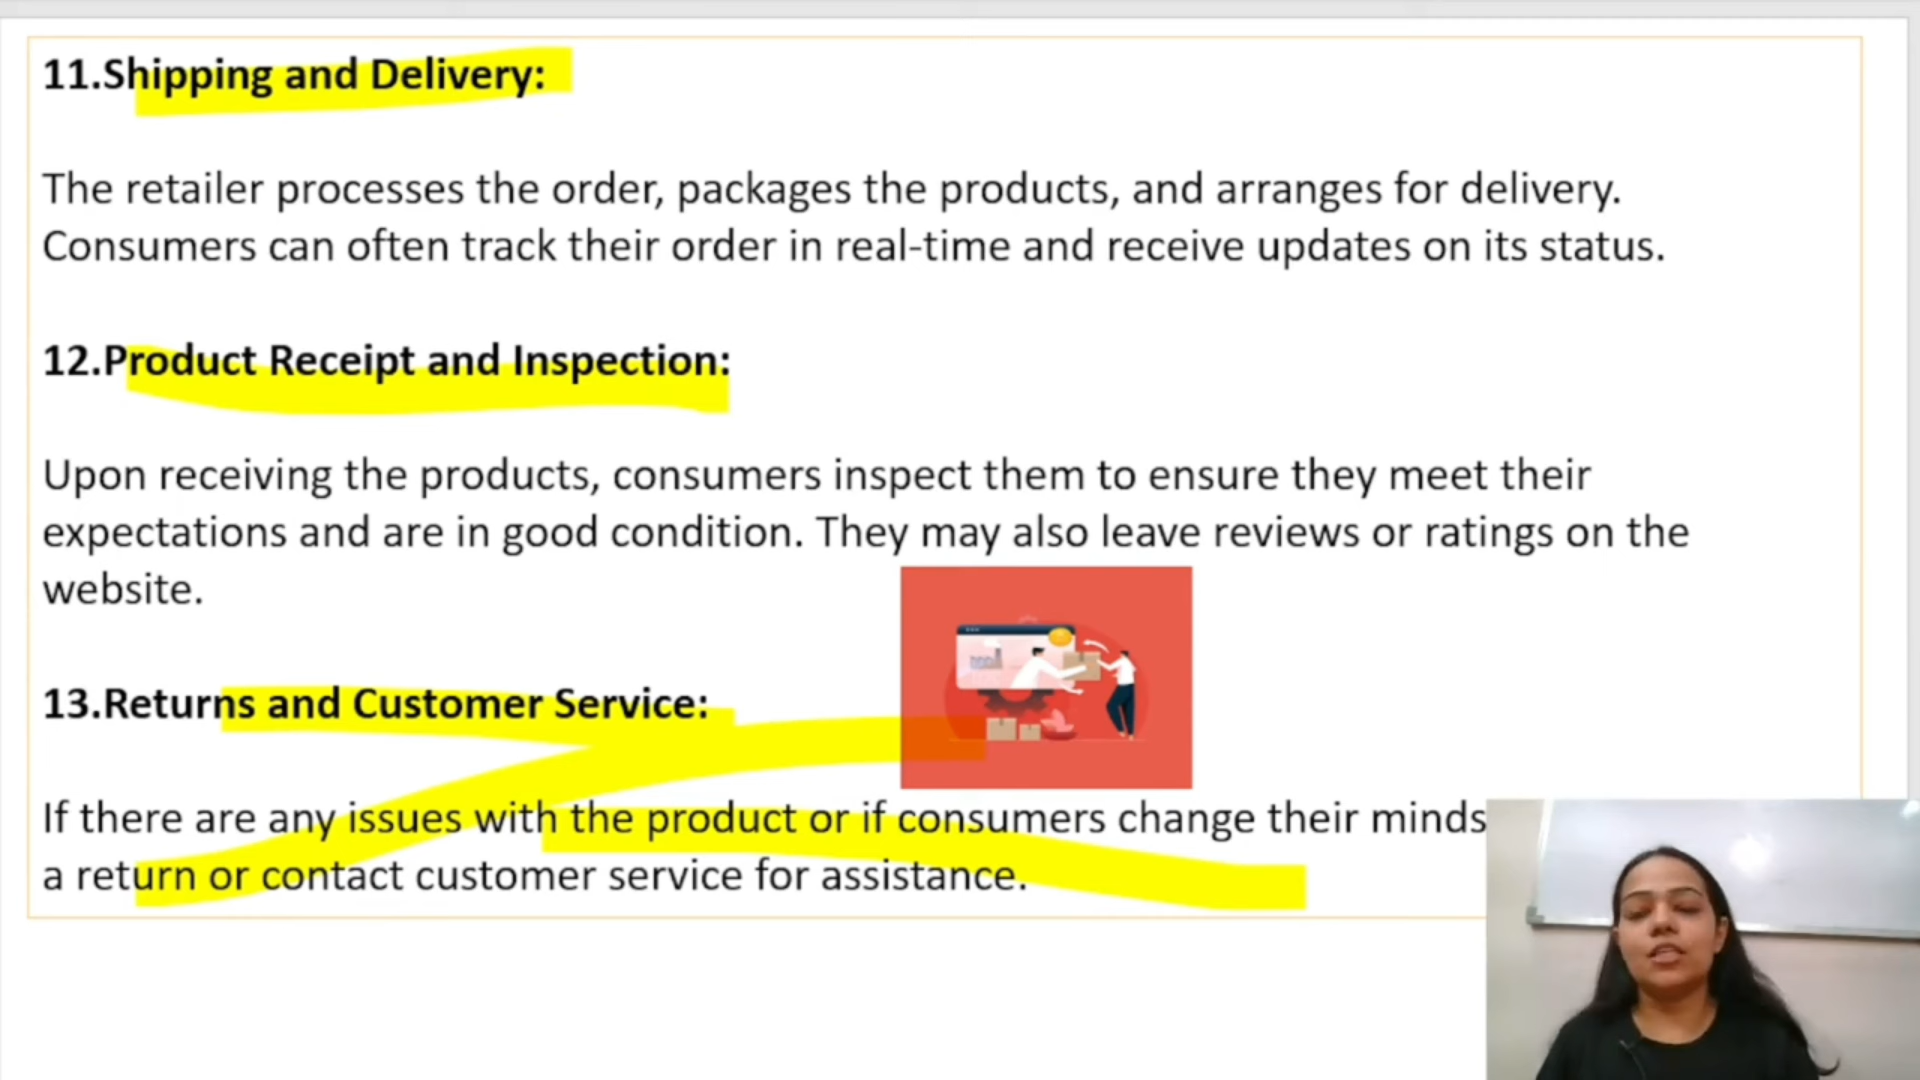 11.Shipping and Delivery:
The retailer processes the order, packages the products, and arranges for delivery.
Consumers can often track their order in real-time and receive updates on its status.
12.Product Receipt and Inspection:
Upon receiving the products, consumers inspect them to ensure they meet their
expectations and are in good condition. They may also leave reviews or ratings on the
website.
13.Returns and Customer Service:
If there are any issues with the product or if consumers change their minds
a return or contact customer service for assistance.